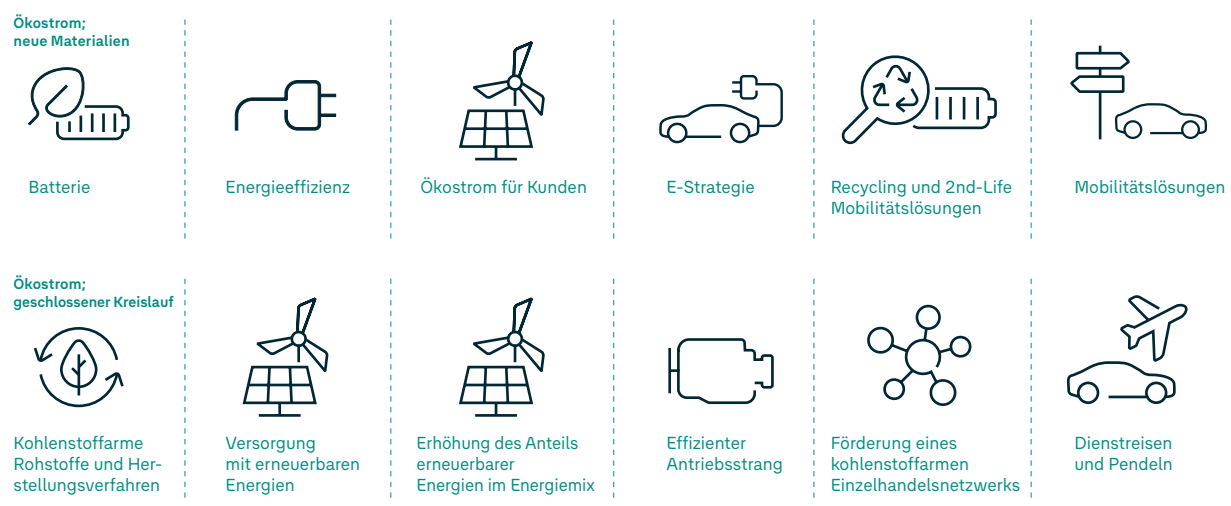 Ökostrom;
neue Materialien
Batterie
Energieeffizienz
Ökostrom für Kunden
E-Strategie
Recycling und 2nd-Life
Mobilitätslösungen
Mobilitätslösungen
Ökostrom;
geschlossener Kreislauf
Kohlenstoffarme
Rohstoffe und Her-
stellungsverfahren
Versorgung
mit erneuerbaren
Energien
Erhöhung des Anteils
erneuerbarer
Energien im Energiemix
Effizienter
Antriebsstrang
Förderung eines
kohlenstoffarmen
Einzelhandelsnetzwerks
Dienstreisen
und Pendeln